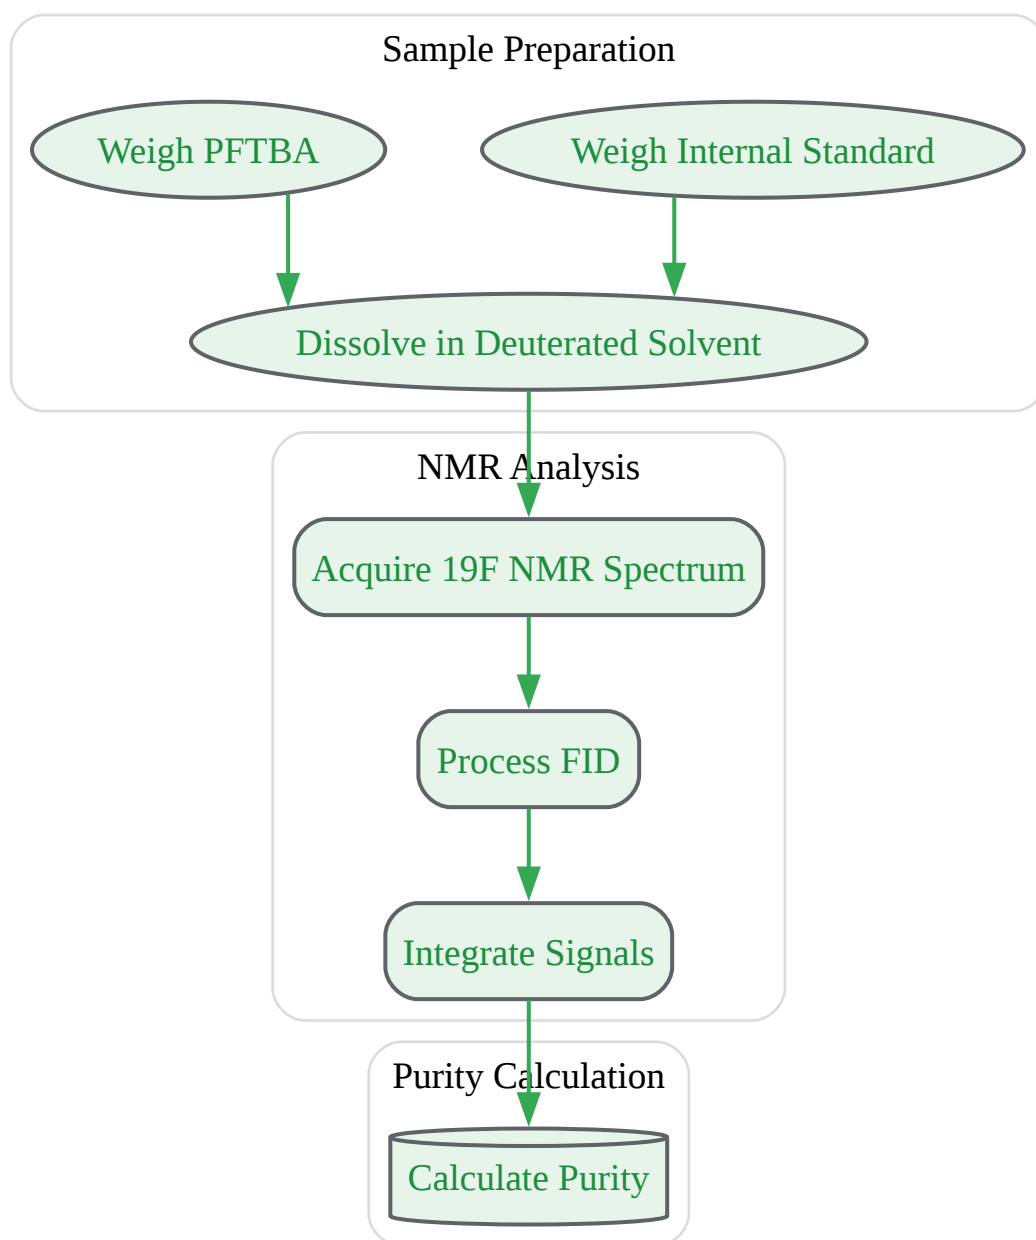 Sample Preparation
Weigh PFTBA
Weigh Internal Standard
Dissolve in Deuterated Solvent
NMR Analysis
Acquire 19F NMR Spectrum
Process FID
Integrate Signals
Purity Calculation
Calculate Purity